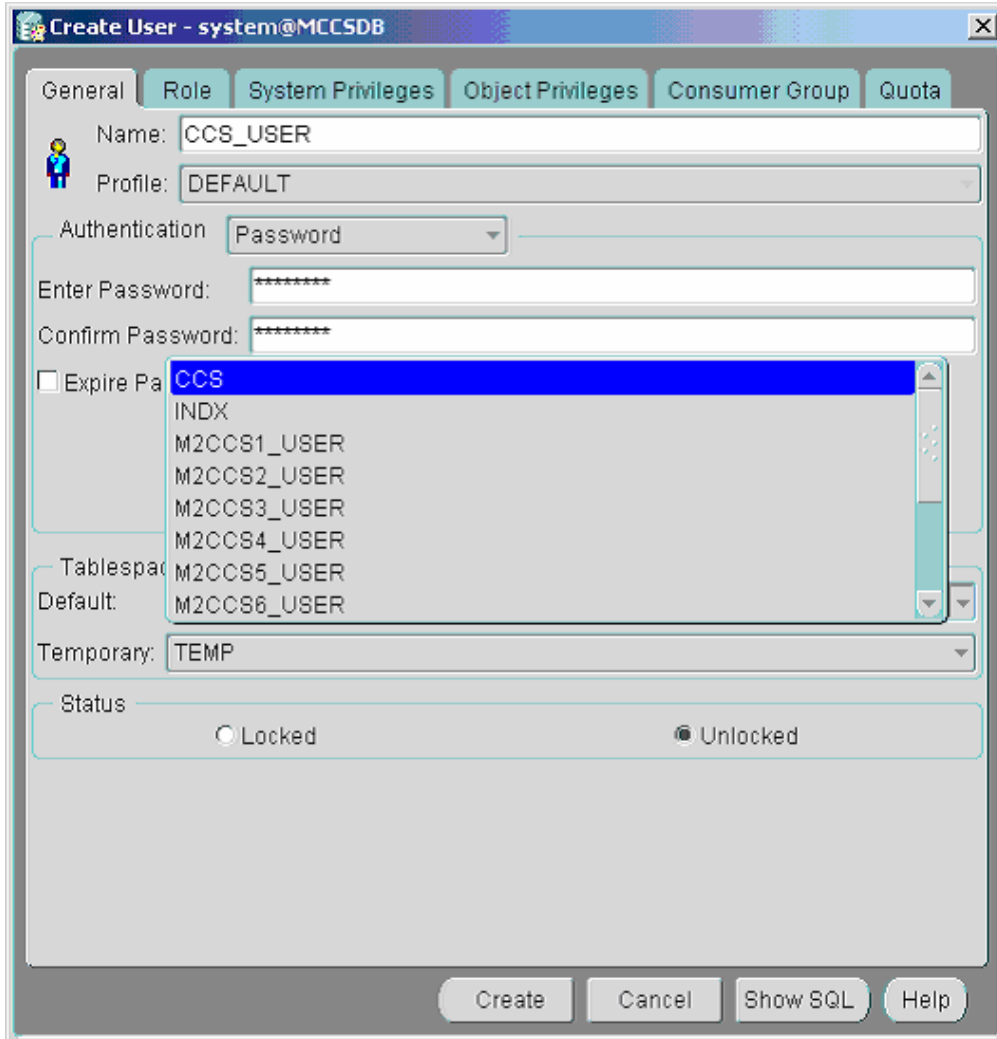 Create User - system@MCCSDB
General Role System Privileges Object Privileges Consumer Group Quota
Name: CCS_USER
Profile: DEFAULT
Authentication Password
Enter Password: ********
Confirm Password: ********
Expire Pa
CCS
INDX
M2CCS1_USER
M2CCS2_USER
M2CCS3_USER
M2CCS4_USER
Tablespac
M2CCS5_USER
Default:
M2CCS6_USER
Temporary: TEMP
Status
Locked Unlocked
Create Cancel Show SQL Help